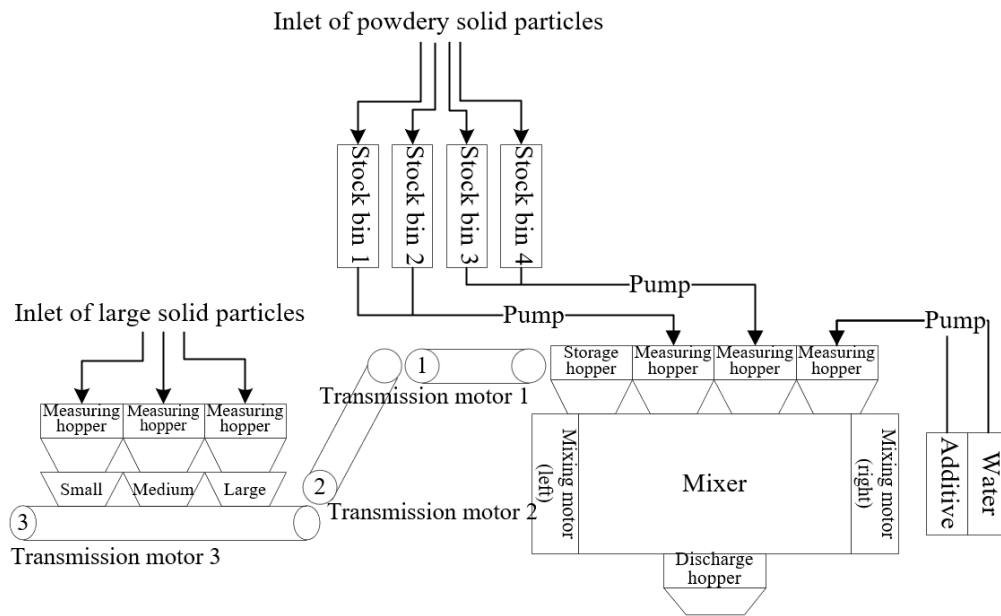 Inlet of powdery solid particles
Stock bin 1
Stock bin 2
Stock bin 3
Stock bin 4
Pump
Inlet of large solid particles
Pump
Pump
Storage
hopper
Measuring
hopper
Measuring
hopper
Measuring
hopper
1
Transmission motor 1
Measuring
hopper
Measuring
hopper
Measuring
hopper
Small
Medium
Large
2
Transmission motor 2
3
Transmission motor 3
Mixing motor
(left)
Mixer
Mixing motor
(right)
Additive
Water
Discharge
hopper